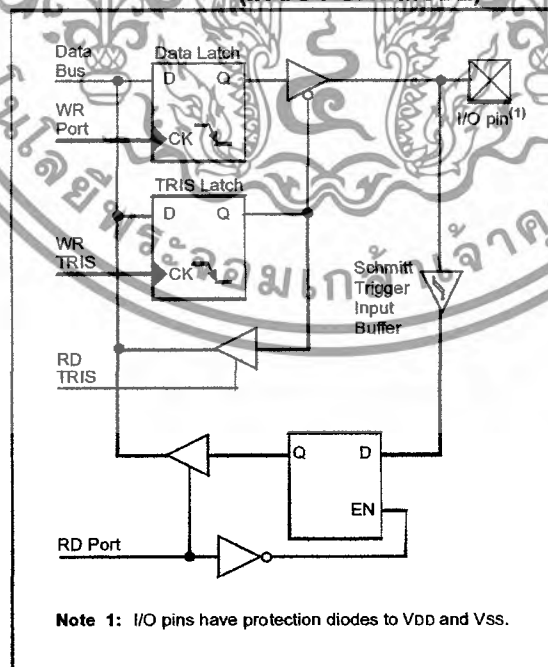 Data
Bus
Data Latch
D
Q
WR
Port
CK
I/O pin(1)
TRIS Latch
D
Q
WR
TRIS
CK
Schmitt
Trigger
Input
Buffer
RD
TRIS
Q
D
EN
RD Port
Note 1: I/O pins have protection diodes to VDD and VSS.